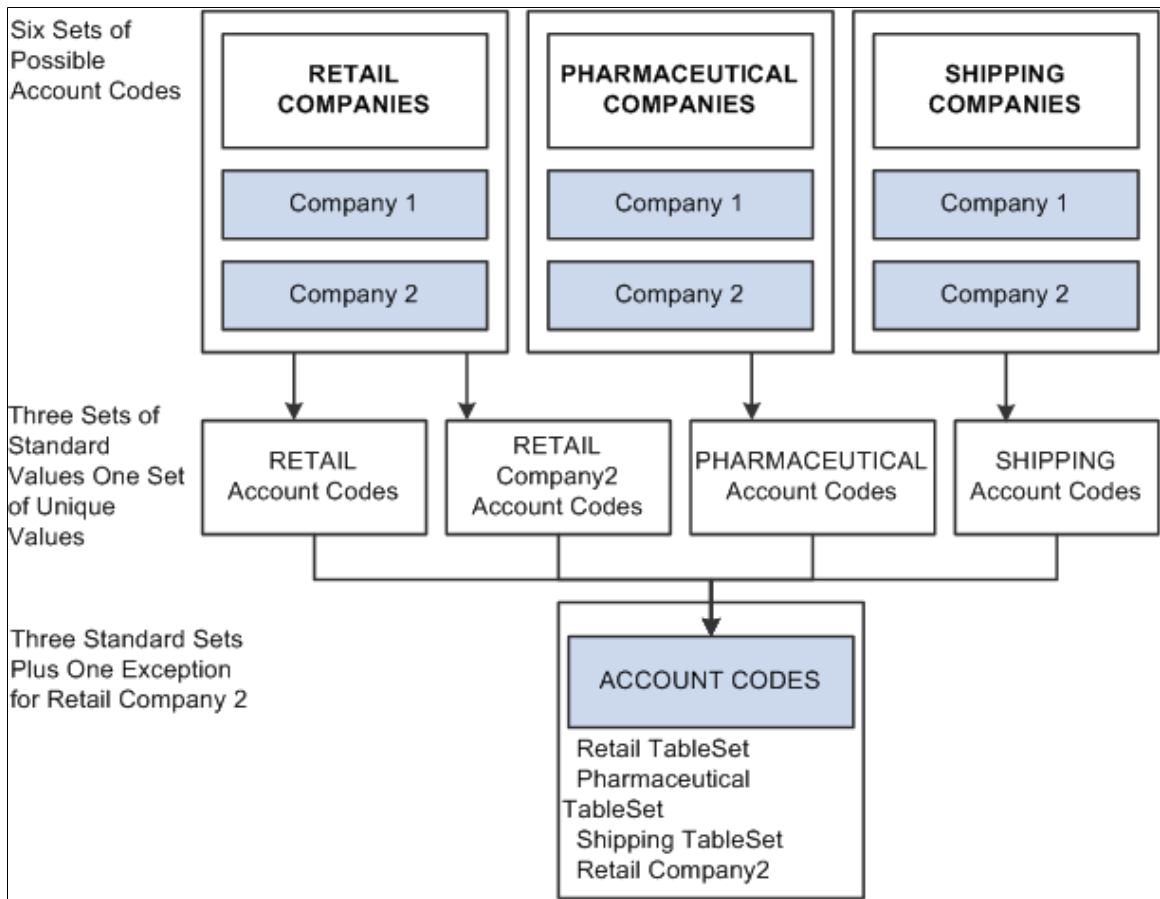 Six Sets of
Possible
Account Codes
RETAIL
COMPANIES
Company 1
Company 2
PHARMACEUTICAL
COMPANIES
Company 1
Company 2
SHIPPING
COMPANIES
Company 1
Company 2
Three Sets of
Standard
Values One Set
of Unique
Values
RETAIL
Account Codes
RETAIL
Company2
Account Codes
PHARMACEUTICAL
Account Codes
SHIPPING
Account Codes
Three Standard Sets
Plus One Exception
for Retail Company 2
ACCOUNT CODES
Retail TableSet
Pharmaceutical
TableSet
Shipping TableSet
Retail Company2